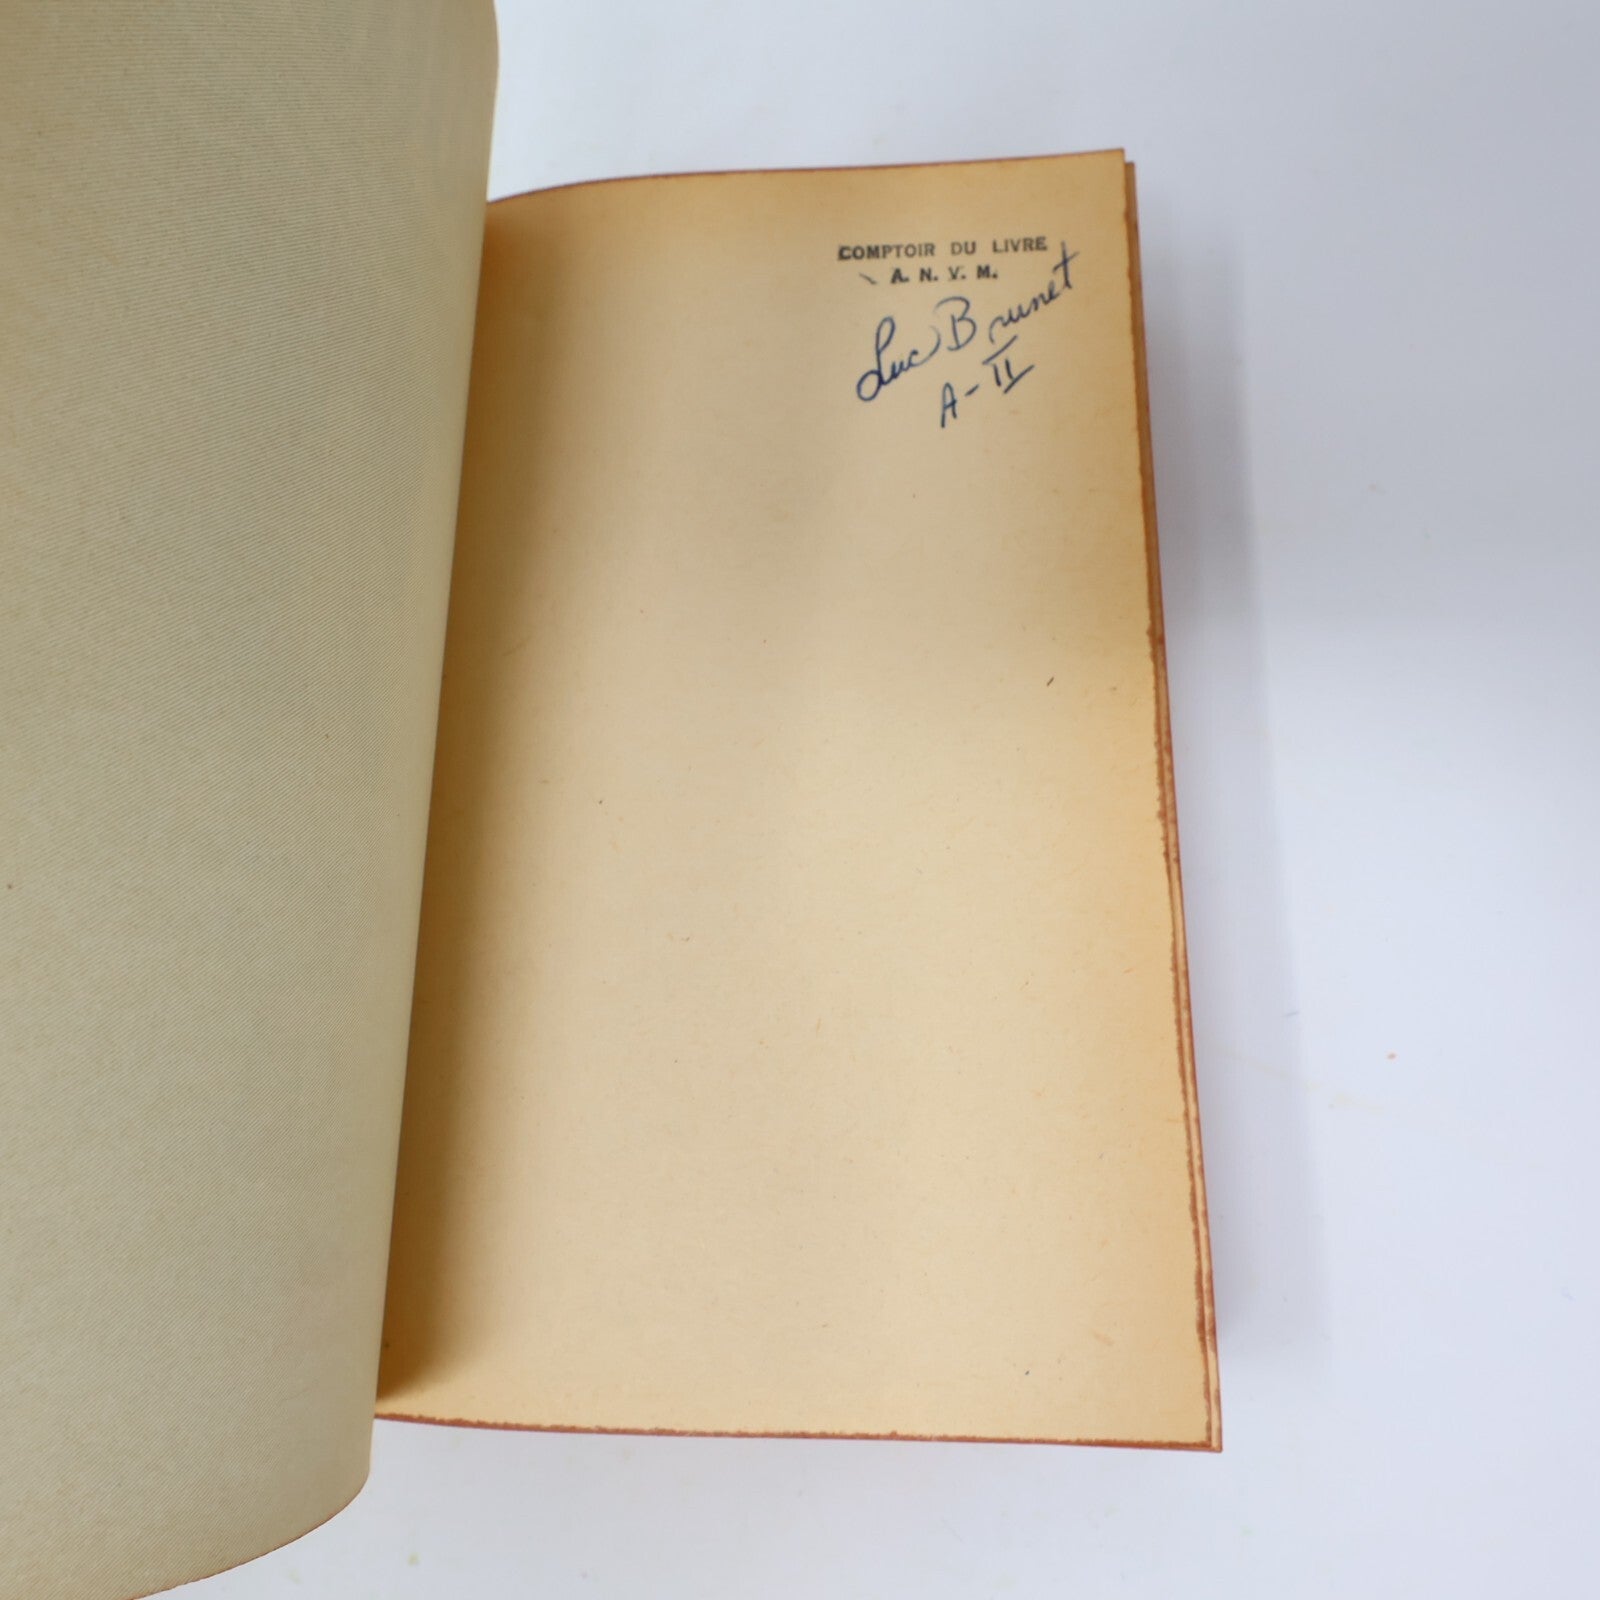 COMPTOIR DU LIVRE
A. N. V. M.
Luc Brunet
A-II